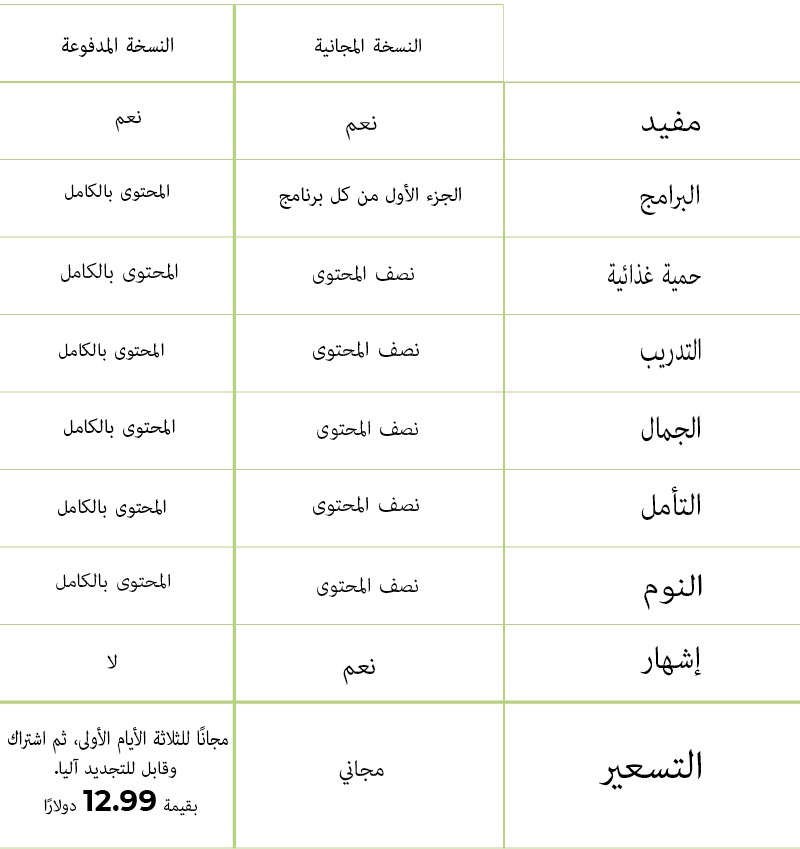 النسخة المجانية
النسخة المدفوعة
مفيد
نعم
نعم
البرامج
الجزء الأول من كل برنامج
المحتوى بالكامل
حمية غذائية
نصف المحتوى
المحتوى بالكامل
التدريب
نصف المحتوى
المحتوى بالكامل
الجمال
نصف المحتوى
المحتوى بالكامل
التأمل
نصف المحتوى
المحتوى بالكامل
النوم
نصف المحتوى
المحتوى بالكامل
إشهار
نعم
لا
التسعير
مجاني
مجانًا للثلاثة الأيام الأولى، ثم اشتراك
وقابل للتجديد آليا.
بقيمة 12.99 دولارًا